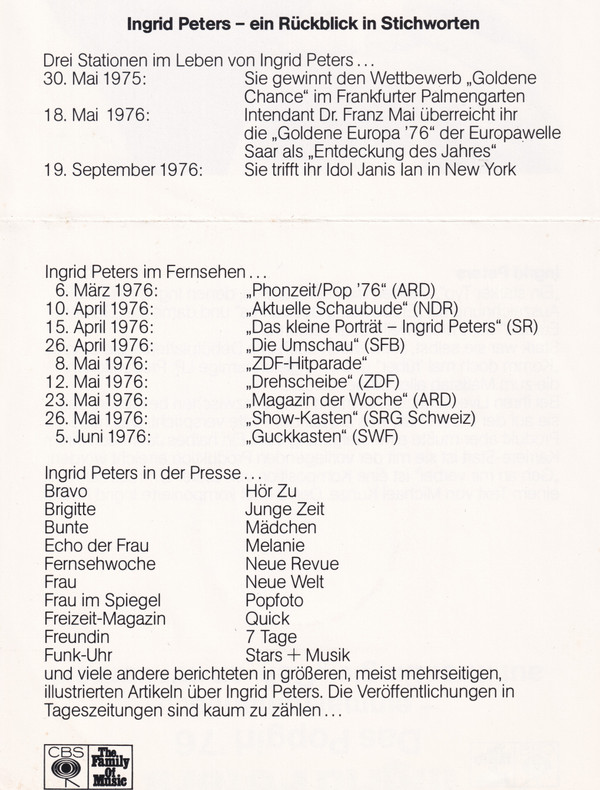 Ingrid Peters – ein Rückblick in Stichworten
Drei Stationen im Leben von Ingrid Peters...
30. Mai 1975: Sie gewinnt den Wettbewerb „Goldene
Chance“ im Frankfurter Palmengarten
18. Mai 1976: Intendant Dr. Franz Mai überreicht ihr
die „Goldene Europa '76“ der Europawelle
Saar als „Entdeckung des Jahres“
19. September 1976: Sie trifft ihr Idol Janis Ian in New York
Ingrid Peters im Fernsehen...
6. März 1976: „Phonzeit/Pop '76“ (ARD)
10. April 1976: „Aktuelle Schaubude“ (NDR)
15. April 1976: „Das kleine Porträt – Ingrid Peters“ (SR)
26. April 1976: „Die Umschau“ (SFB)
8. Mai 1976: „ZDF-Hitparade“
12. Mai 1976: „Drehscheibe“ (ZDF)
23. Mai 1976: „Magazin der Woche“ (ARD)
26. Mai 1976: „Show-Kasten“ (SRG Schweiz)
5. Juni 1976: „Guckkasten“ (SWF)
Ingrid Peters in der Presse...
Bravo Hör Zu
Brigitte Junge Zeit
Bunte Mädchen
Echo der Frau Melanie
Fernsehwoche Neue Revue
Frau Neue Welt
Frau im Spiegel Popfoto
Freizeit-Magazin Quick
Freundin 7 Tage
Funk-Uhr Stars + Musik
und viele andere berichteten in größeren, meist mehrseitigen,
illustrierten Artikeln über Ingrid Peters. Die Veröffentlichungen in
Tageszeitungen sind kaum zu zählen...
CBS The
Family
Of
Music